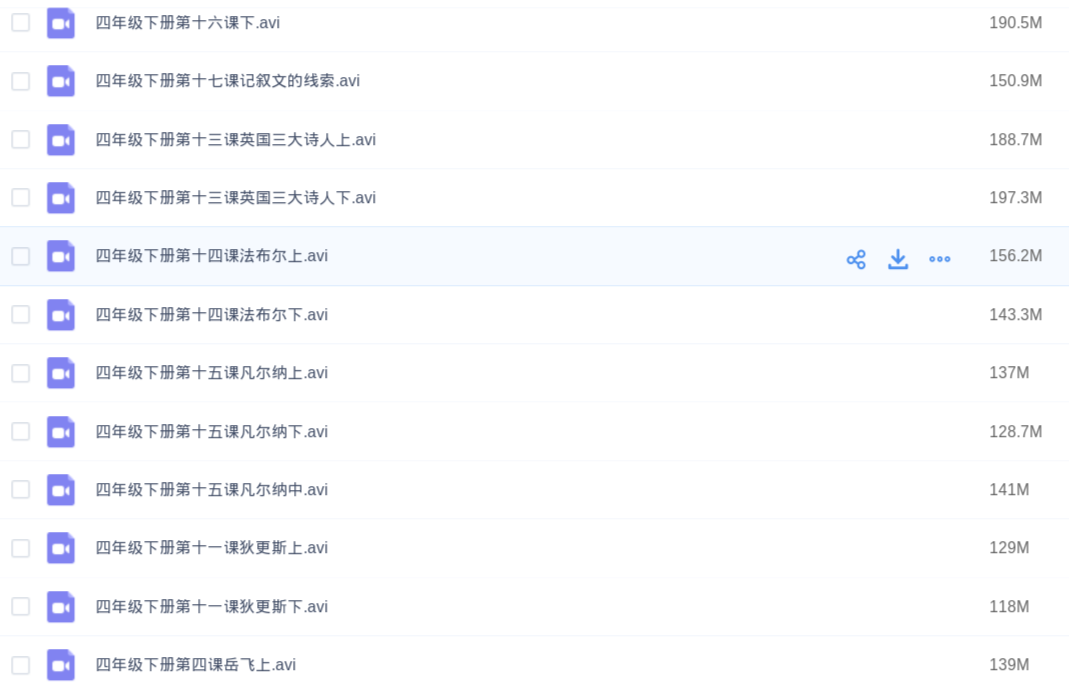 四年级下册第十六课下.avi 190.5M
四年级下册第十七课记叙文的线索.avi 150.9M
四年级下册第十三课英国三大诗人上.avi 188.7M
四年级下册第十三课英国三大诗人下.avi 197.3M
四年级下册第十四课法布尔上.avi 156.2M
四年级下册第十四课法布尔下.avi 143.3M
四年级下册第十五课凡尔纳上.avi 137M
四年级下册第十五课凡尔纳下.avi 128.7M
四年级下册第十五课凡尔纳中.avi 141M
四年级下册第十一课狄更斯上.avi 129M
四年级下册第十一课狄更斯下.avi 118M
四年级下册第四课岳飞上.avi 139M